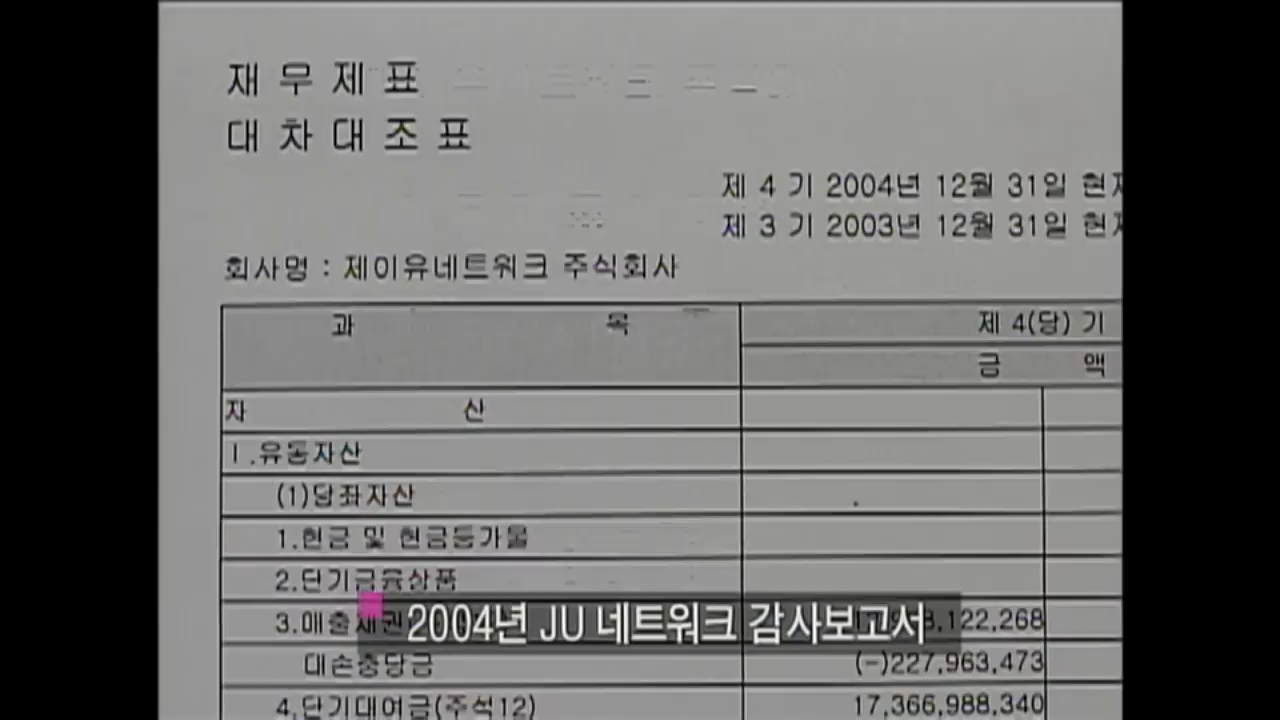 재 무 제 표
대 차 대 조 표
제 4 기 2004년 12월 31일
제 3 기 2003년 12월 31일
회사명 : 제이유네트워크 주식회사
과 목
제 4(당) 기
금 액
자 산
Ⅰ.유동자산
(1)당좌자산
1.현금 및 현금등가물
2.단기금융상품
3.매출채권
대손충당금
(-)227,963,473
4.단기대여금(주석12)
17,366,988,340
2004년 JU 네트워크 감사보고서